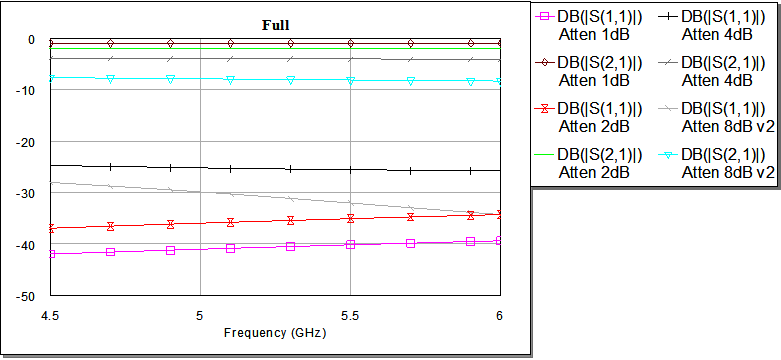 Full
0
-10
-20
-30
-40
-50
4.5 5 5.5 6
Frequency (GHz)
DB(|S(1,1)|)
Atten 1dB
DB(|S(2,1)|)
Atten 1dB
DB(|S(1,1)|)
Atten 2dB
DB(|S(2,1)|)
Atten 2dB
DB(|S(1,1)|)
Atten 4dB
DB(|S(2,1)|)
Atten 4dB
DB(|S(1,1)|)
Atten 8dB v2
DB(|S(2,1)|)
Atten 8dB v2